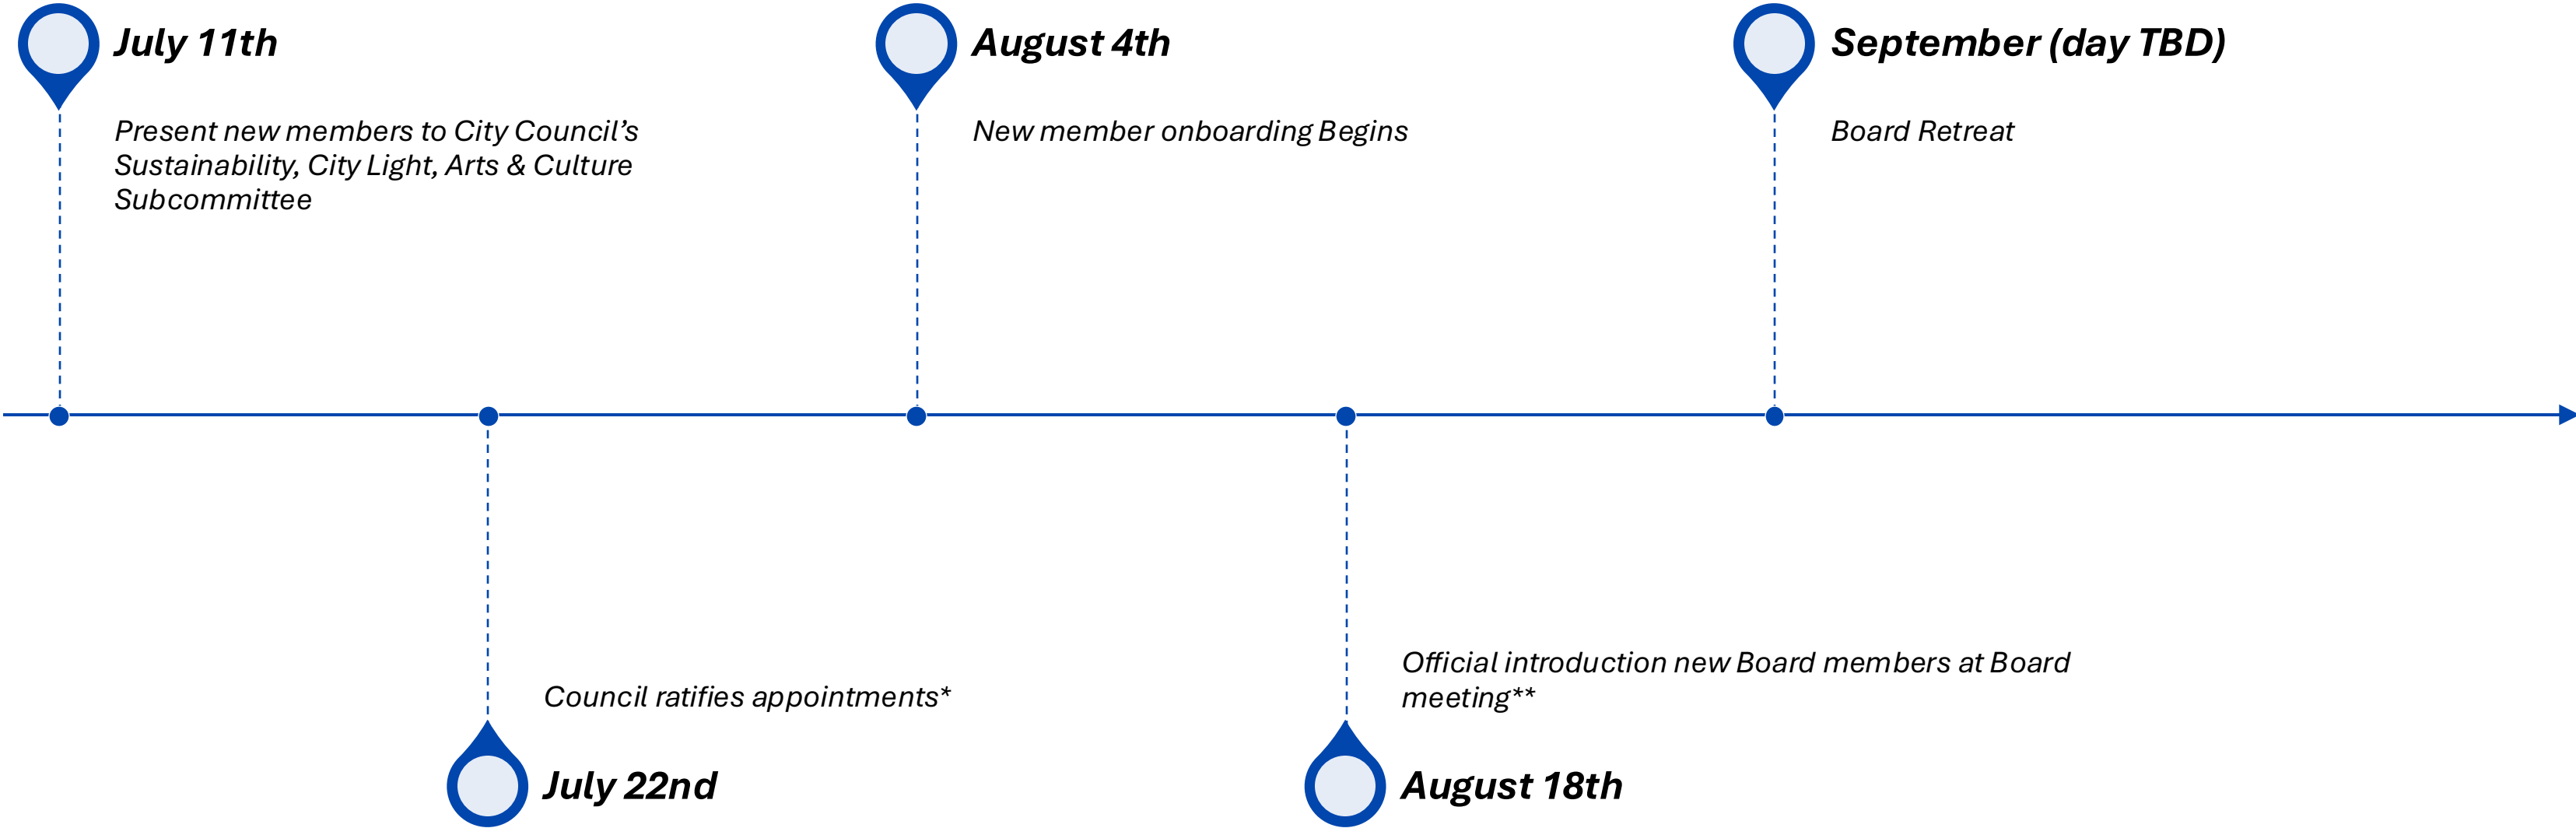 July 11th
Present new members to City Council’s
Sustainability, City Light, Arts & Culture
Subcommittee
August 4th
New member onboarding Begins
September (day TBD)
Board Retreat
Council ratifies appointments*
July 22nd
Official introduction new Board members at Board
meeting**
August 18th